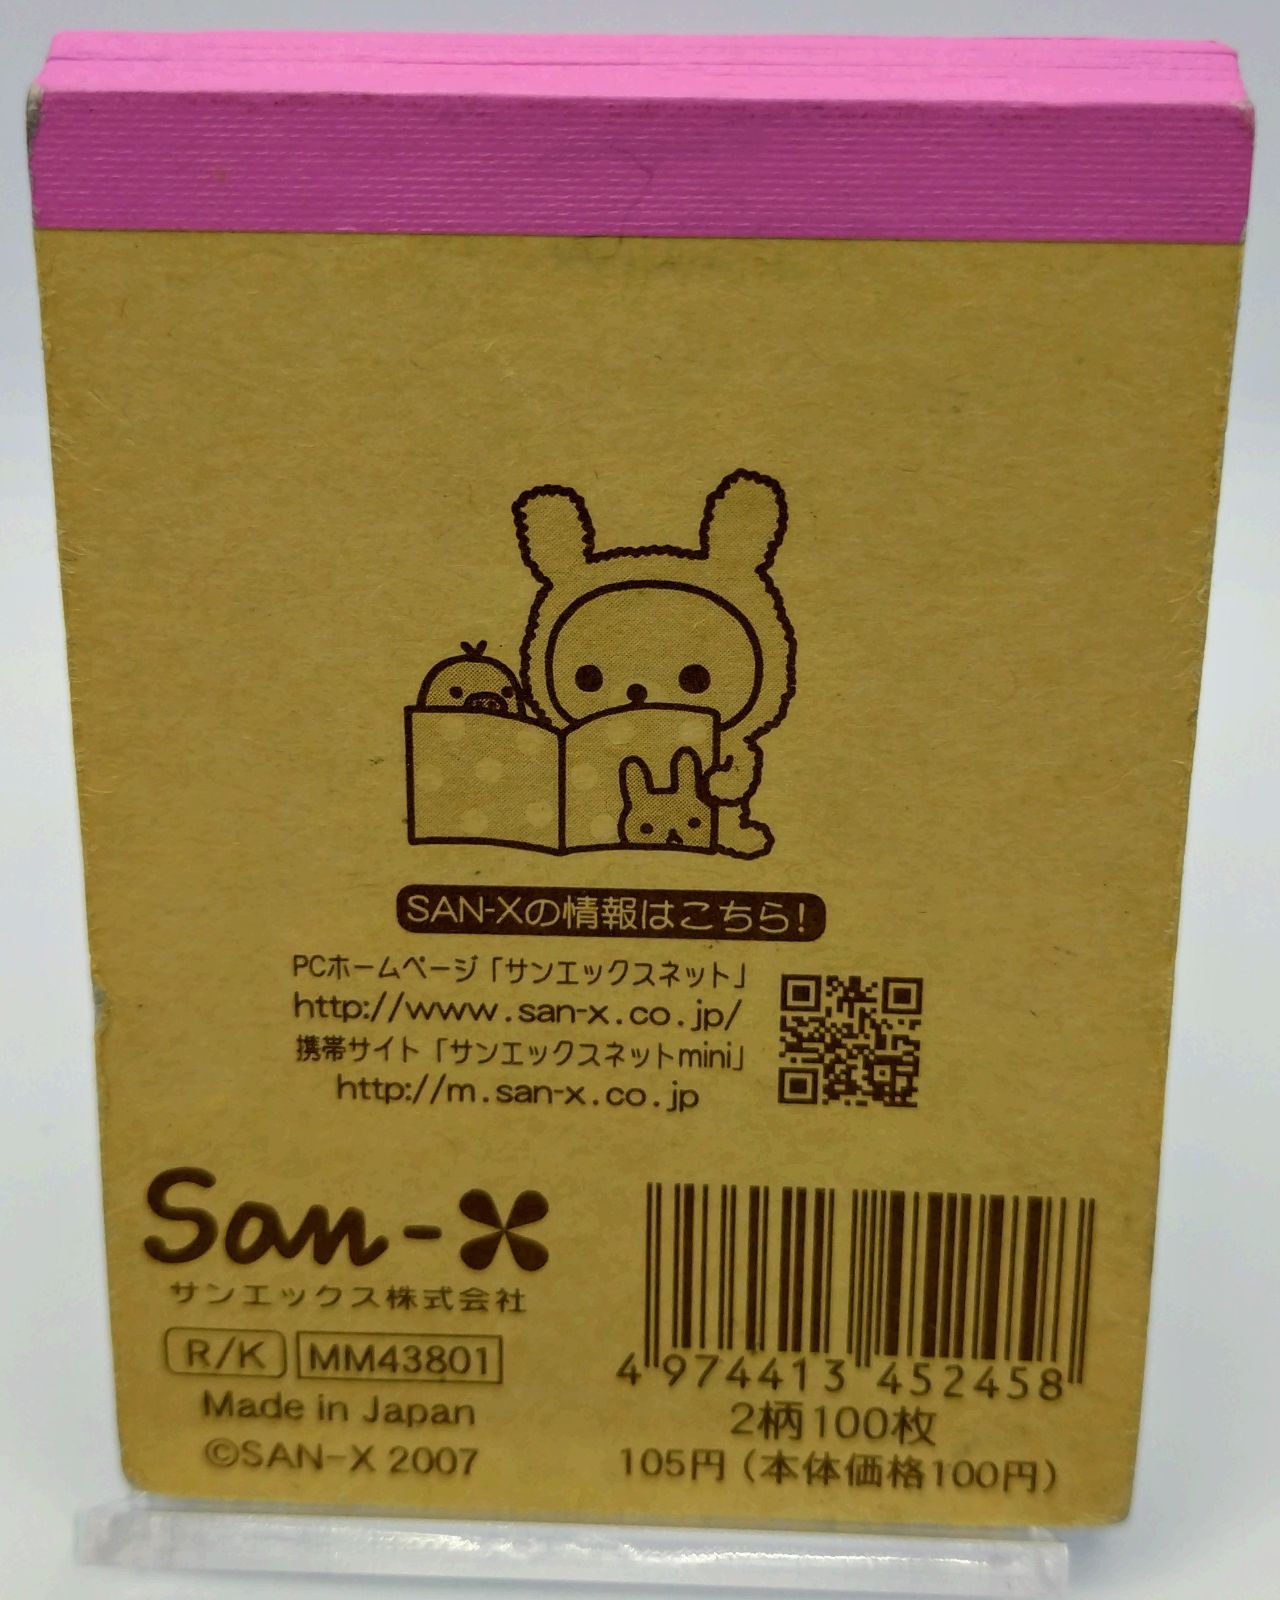 SAN-Xの情報はこちら!
PCホームページ「サンエックスネット」
http://www.san-x.co.jp/
携帯サイト「サンエックスネットmini」
http://m.san-x.co.jp
San-X
サンエックス株式会社
R/K MM43801
Made in Japan
©SAN-X 2007
4 974413 452458
2柄100枚
105円(本体価格100円)